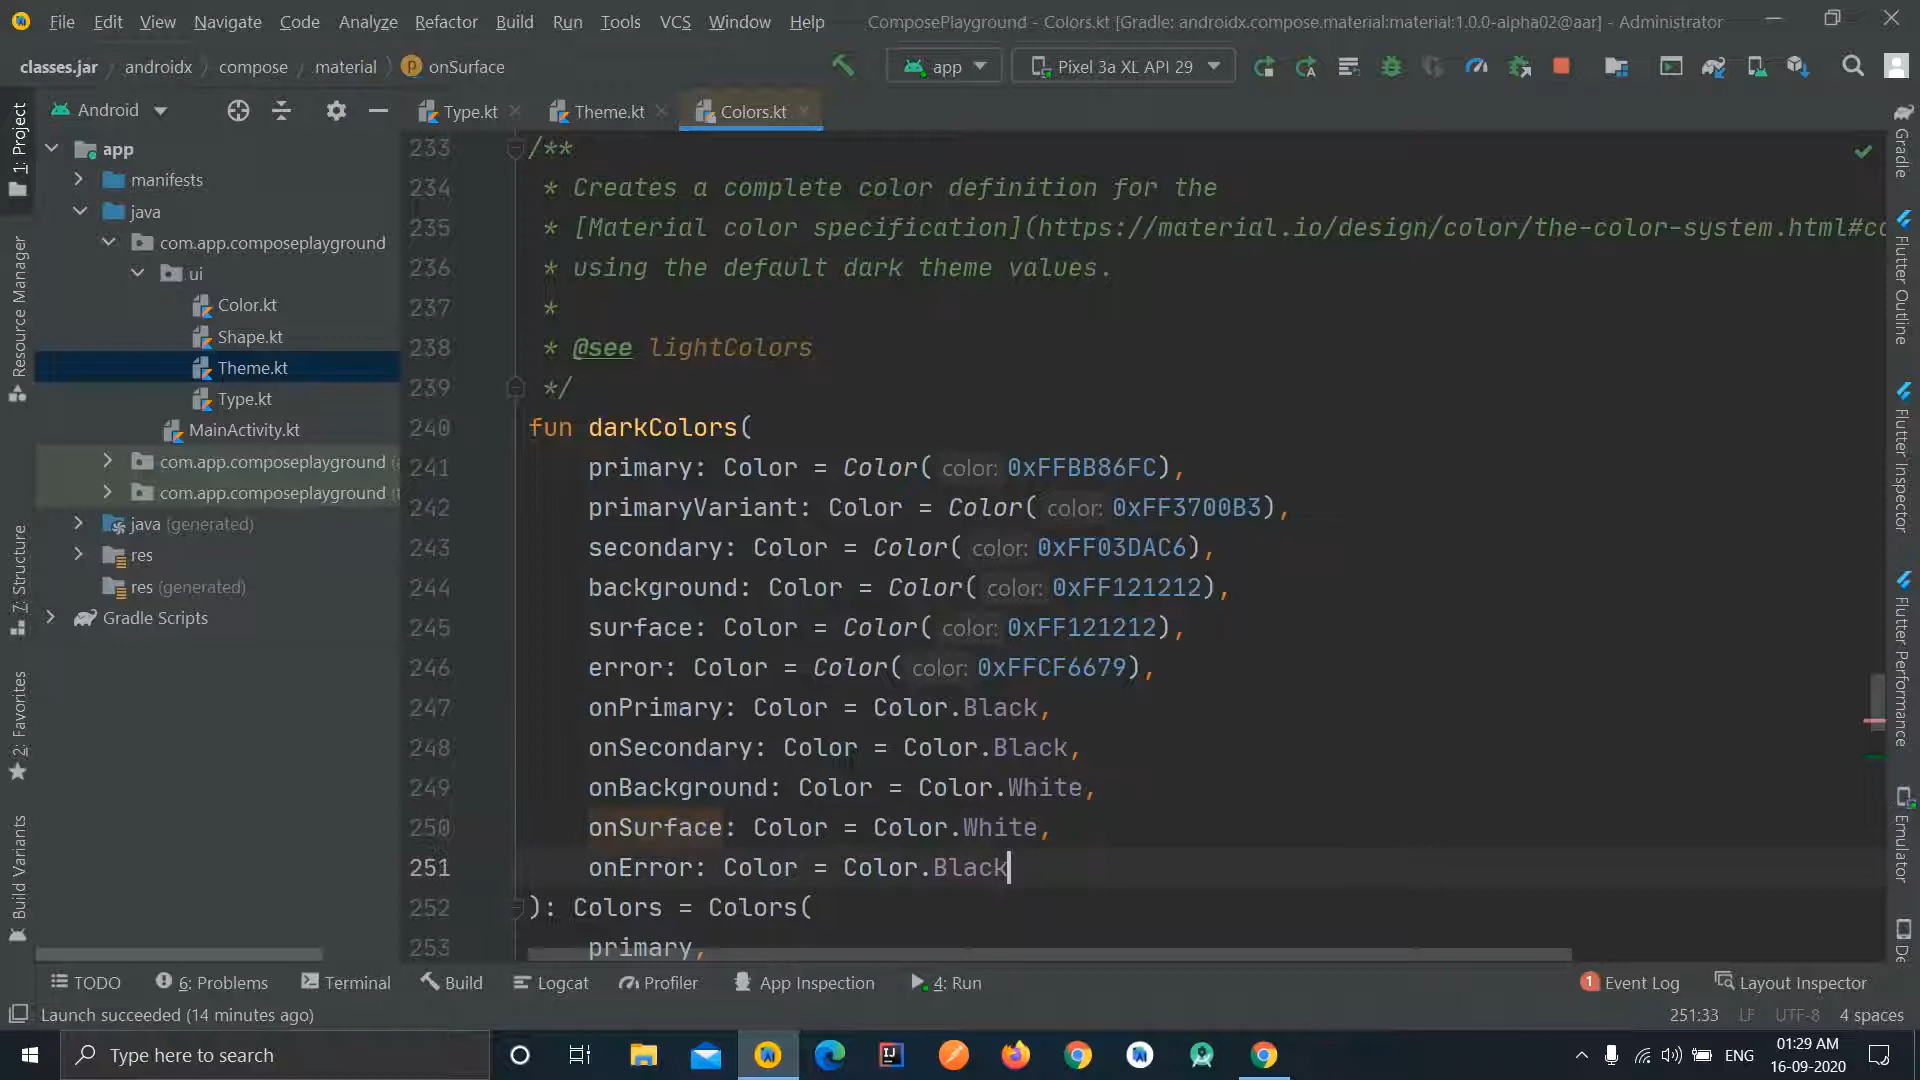 File Edit View Navigate Code Analyze Refactor Build Run Tools VCS Window Help ComposePlayground - Colors.kt [Gradle: androidx.compose.material:material:1.0.0-alpha02@aar] - Administrator
classes.jar androidx compose material onSurface app Pixel 3a XL API 29
Android Type.kt Theme.kt Colors.kt
app
manifests
java
com.app.composeplayground
ui
Color.kt
Shape.kt
Theme.kt
Type.kt
MainActivity.kt
com.app.composeplayground (
com.app.composeplayground (
java (generated)
res
res (generated)
Gradle Scripts
1: Project
Resource Manager
7: Structure
2: Favorites
Build Variants
233 /**
234 * Creates a complete color definition for the
235 * [Material color specification](https://material.io/design/color/the-color-system.html#co
236 * using the default dark theme values.
237 *
238 * @see lightColors
239 */
240 fun darkColors(
241 primary: Color = Color( color: 0xFFBB86FC),
242 primaryVariant: Color = Color( color: 0xFF3700B3),
243 secondary: Color = Color( color: 0xFF03DAC6),
244 background: Color = Color( color: 0xFF121212),
245 surface: Color = Color( color: 0xFF121212),
246 error: Color = Color( color: 0xFFCF6679),
247 onPrimary: Color = Color.Black,
248 onSecondary: Color = Color.Black,
249 onBackground: Color = Color.White,
250 onSurface: Color = Color.White,
251 onError: Color = Color.Black
252 ): Colors = Colors(
253 primary,
Gradle
Flutter Outline
Flutter Inspector
Flutter Performance
Emulator
De
TODO 6: Problems Terminal Build Logcat Profiler App Inspection 4: Run 1 Event Log Layout Inspector
Launch succeeded (14 minutes ago) 251:33 LF UTF-8 4 spaces
Type here to search ENG 01:29 AM
16-09-2020